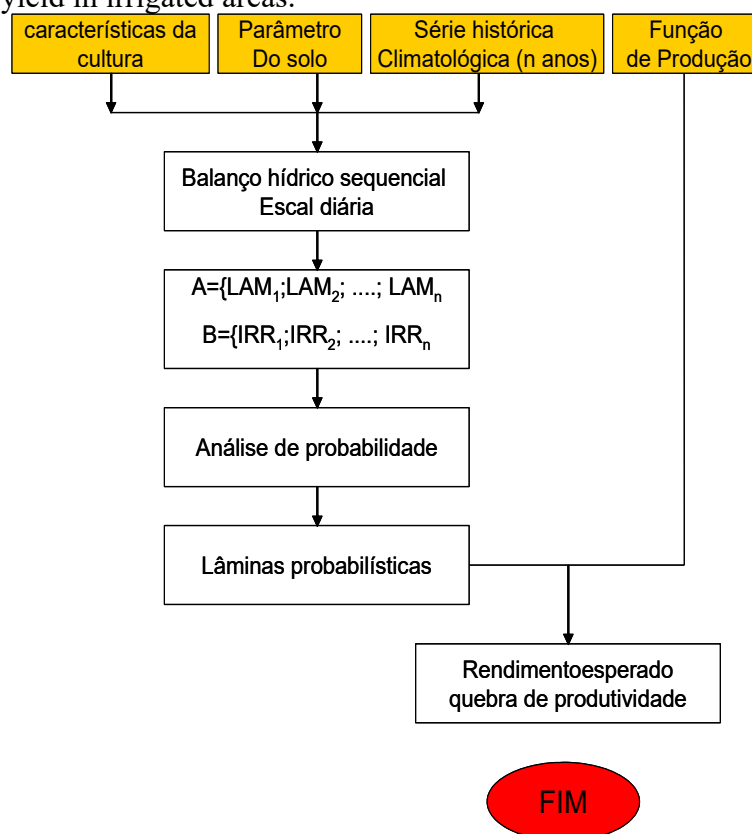 yield in irrigated areas.
características da
cultura
Parâmetro
Do solo
Série histórica
Climatológica (n anos)
Função
de Produção
Balanço hídrico sequencial
Escal diária
A={LAM₁;LAM₂; ....; LAMₙ
B={IRR₁;IRR₂; ....; IRRₙ
Análise de probabilidade
Lâminas probabilísticas
Rendimentoesperado
quebra de produtividade
FIM